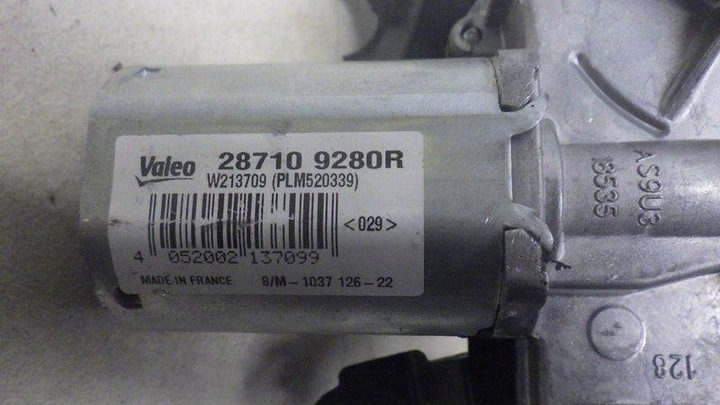 Valeo 28710 9280R
W213709 (PLM520339)
<029>
4 052002 137099
MADE IN FRANCE 8/M-1037 126-22
AS9U3
8535
128